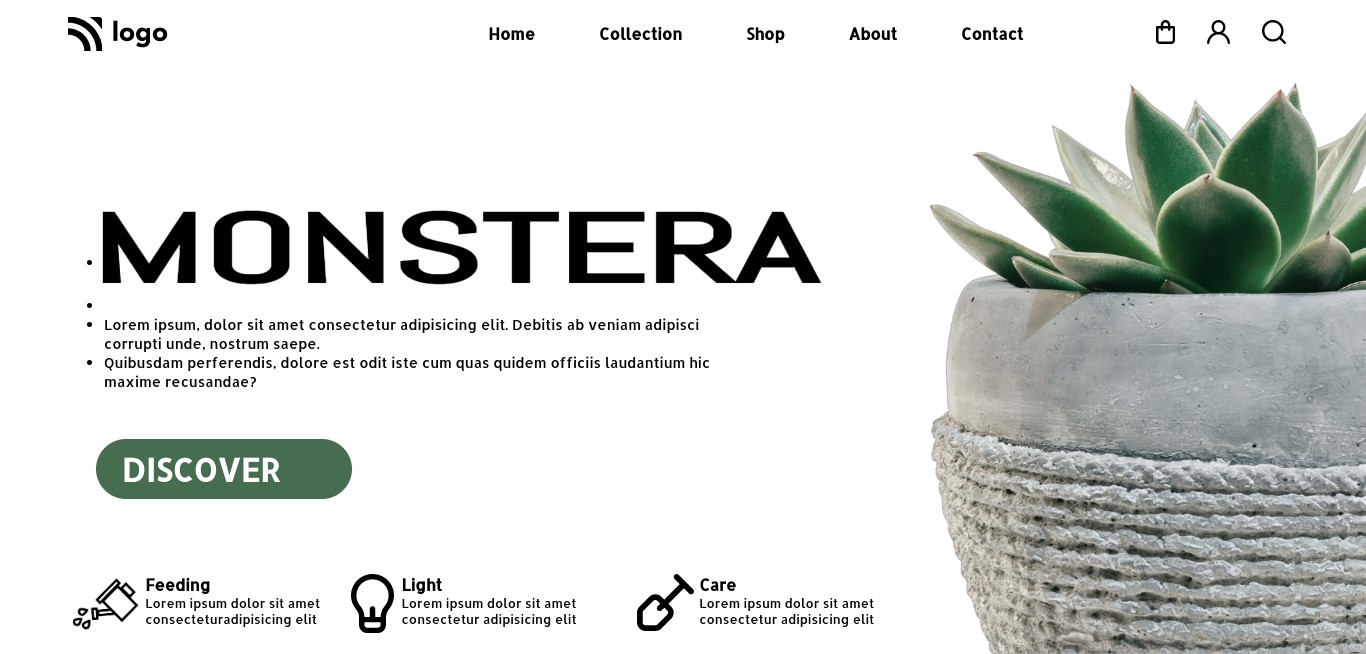 logo
Home
Collection
Shop
About
Contact
MONSTERA
Lorem ipsum, dolor sit amet consectetur adipisicing elit. Debitis ab veniam adipisci
corrupti unde, nostrum saepe.
Quibusdam perferendis, dolore est odit iste cum quas quidem officiis laudantium hic
maxime recusandae?
DISCOVER
Feeding
Lorem ipsum dolor sit amet
consecteturadipisicing elit
Light
Lorem ipsum dolor sit amet
consectetur adipisicing elit
Care
Lorem ipsum dolor sit amet
consectetur adipisicing elit